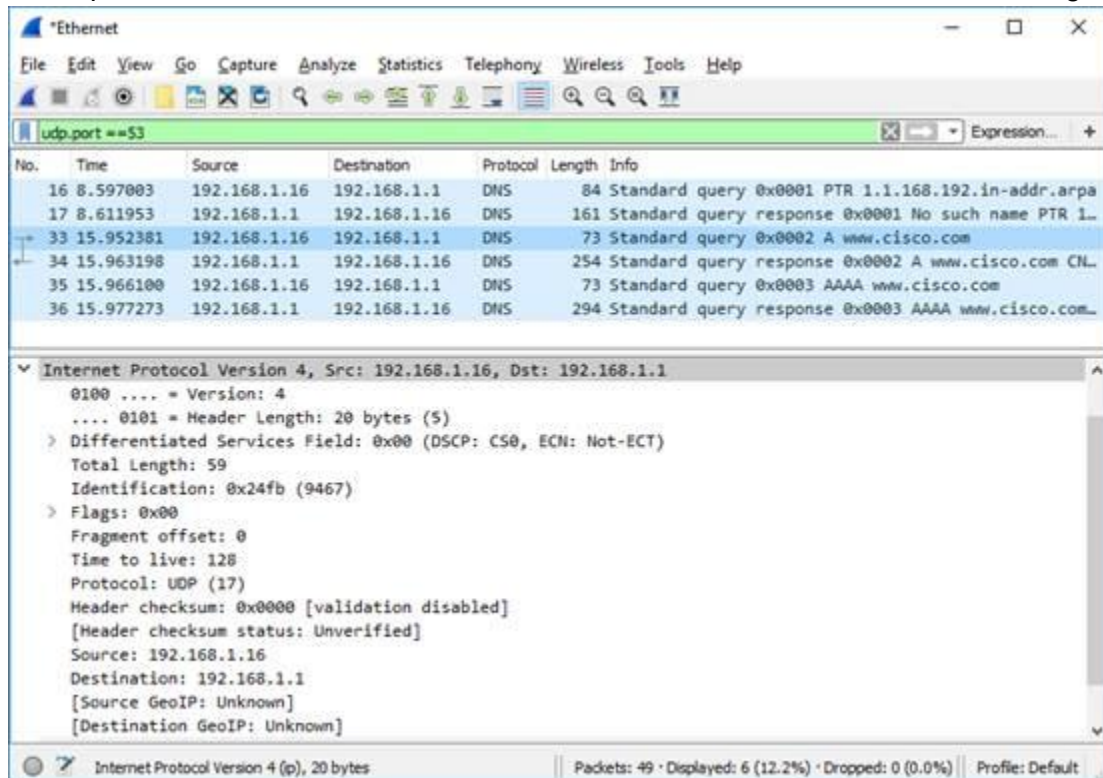 *Ethernet
File Edit View Go Capture Analyze Statistics Telephony Wireless Tools Help
udp.port ==53
Expression... +
No. Time Source Destination Protocol Length Info
16 8.597003 192.168.1.16 192.168.1.1 DNS 84 Standard query 0x0001 PTR 1.1.168.192.in-addr.arpa
17 8.611953 192.168.1.1 192.168.1.16 DNS 161 Standard query response 0x0001 No such name PTR 1…
33 15.952381 192.168.1.16 192.168.1.1 DNS 73 Standard query 0x0002 A www.cisco.com
34 15.963198 192.168.1.1 192.168.1.16 DNS 254 Standard query response 0x0002 A www.cisco.com CN…
35 15.966100 192.168.1.16 192.168.1.1 DNS 73 Standard query 0x0003 AAAA www.cisco.com
36 15.977273 192.168.1.1 192.168.1.16 DNS 294 Standard query response 0x0003 AAAA www.cisco.com…
Internet Protocol Version 4, Src: 192.168.1.16, Dst: 192.168.1.1
0100 .... = Version: 4
.... 0101 = Header Length: 20 bytes (5)
> Differentiated Services Field: 0x00 (DSCP: CS0, ECN: Not-ECT)
Total Length: 59
Identification: 0x24fb (9467)
> Flags: 0x00
Fragment offset: 0
Time to live: 128
Protocol: UDP (17)
Header checksum: 0x0000 [validation disabled]
[Header checksum status: Unverified]
Source: 192.168.1.16
Destination: 192.168.1.1
[Source GeoIP: Unknown]
[Destination GeoIP: Unknown]
Internet Protocol Version 4 (ip), 20 bytes
Packets: 49 · Displayed: 6 (12.2%) · Dropped: 0 (0.0%)
Profile: Default